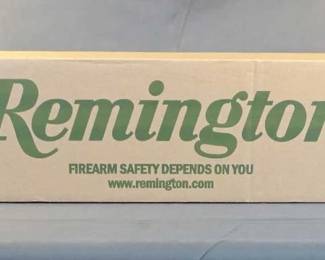 Remington
FIREARM SAFETY DEPENDS ON YOU
www.remington.com